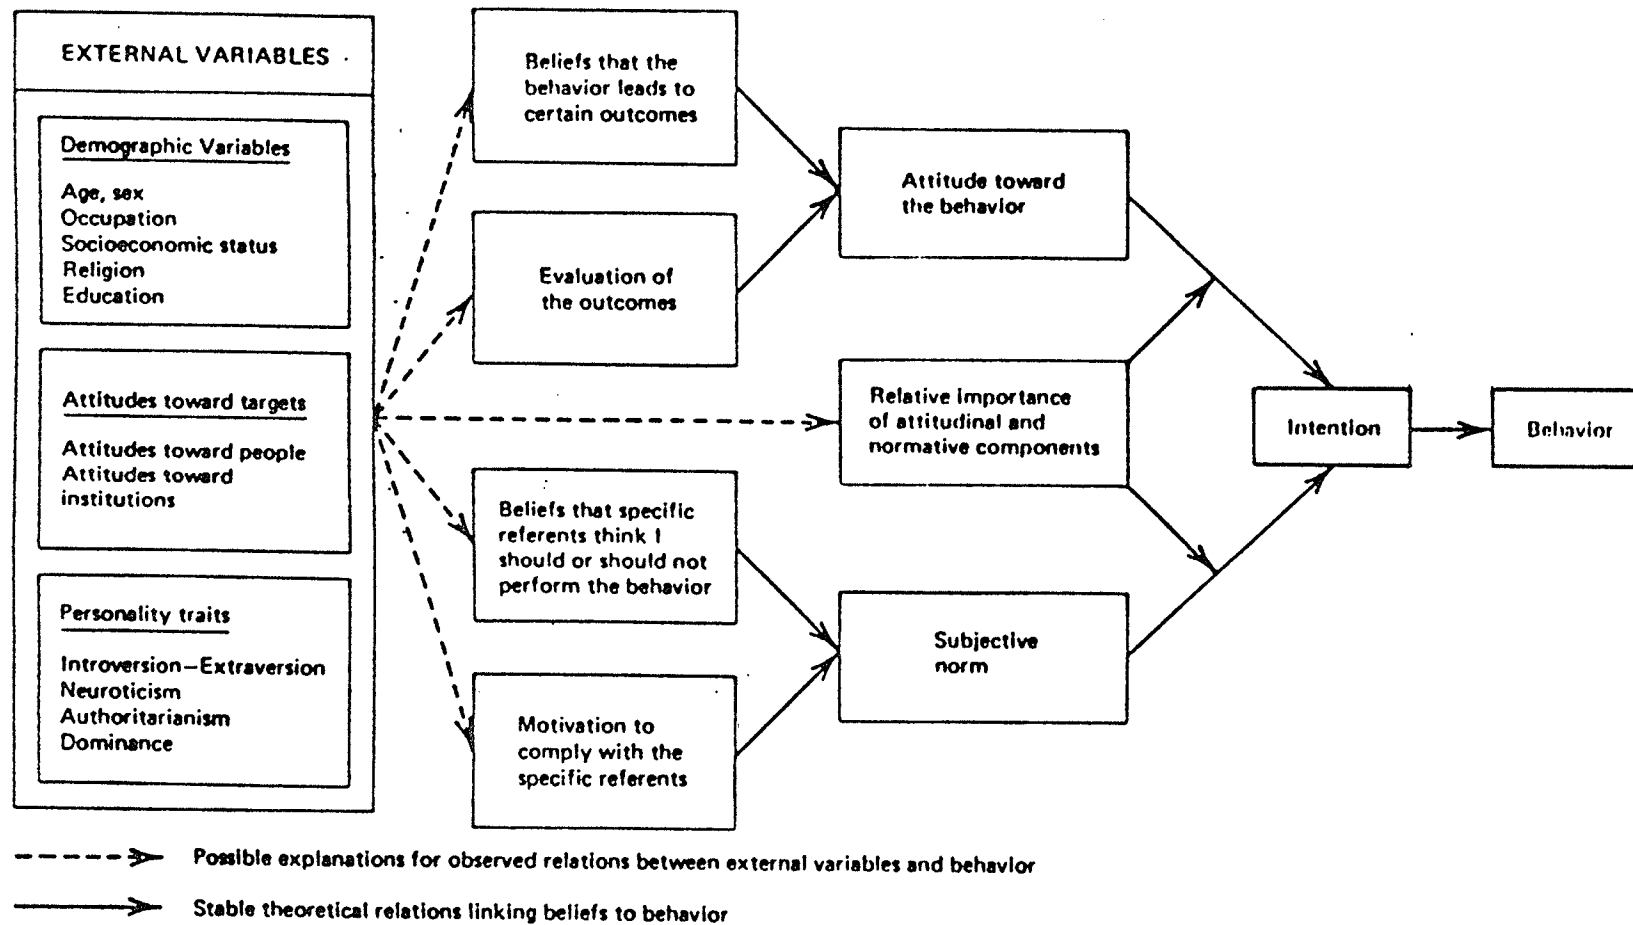 EXTERNAL VARIABLES
Demographic Variables
Age, sex
Occupation
Socioeconomic status
Religion
Education
Attitudes toward targets
Attitudes toward people
Attitudes toward
institutions
Personality traits
Introversion–Extraversion
Neuroticism
Authoritarianism
Dominance
Beliefs that the
behavior leads to
certain outcomes
Evaluation of
the outcomes
Beliefs that specific
referents think I
should or should not
perform the behavior
Motivation to
comply with the
specific referents
Attitude toward
the behavior
Relative importance
of attitudinal and
normative components
Subjective
norm
Intention
Behavior
Possible explanations for observed relations between external variables and behavior
Stable theoretical relations linking beliefs to behavior